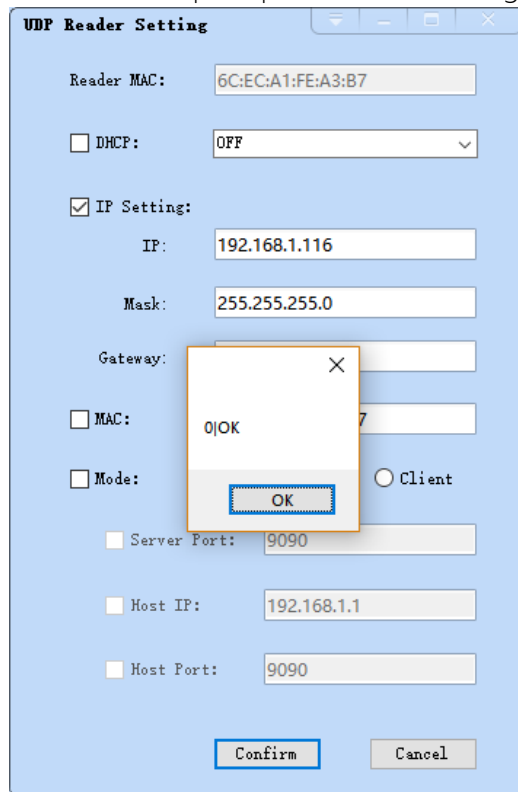 UDP Reader Setting
Reader MAC: 6C:EC:A1:FE:A3:B7
DHCP: OFF
IP Setting:
IP: 192.168.1.116
Mask: 255.255.255.0
Gateway:
MAC: 7
0|OK
OK
Mode: Client
Server Port: 9090
Host IP: 192.168.1.1
Host Port: 9090
Confirm Cancel